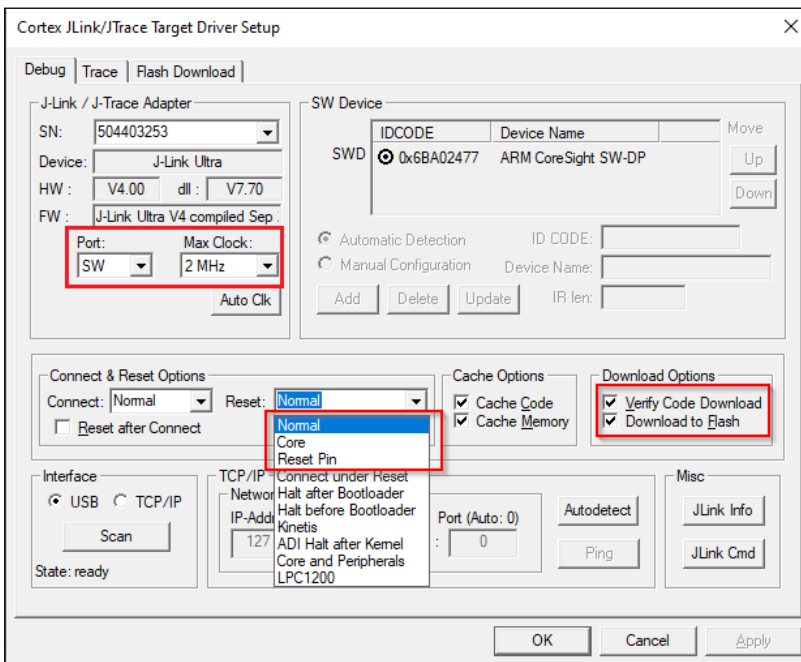 Cortex JLink/JTrace Target Driver Setup
Debug
Trace
Flash Download
J-Link / J-Trace Adapter
SN:
504403253
Device:
J-Link Ultra
HW :
V4.00
dll :
V7.70
FW :
J-Link Ultra V4 compiled Sep
Port:
Max Clock:
SW
2 MHz
Auto Clk
SW Device
IDCODE
Device Name
SWD
0x6BA02477
ARM CoreSight SW-DP
Move
Up
Down
Automatic Detection
Manual Configuration
ID CODE:
Device Name:
Add
Delete
Update
IR len:
Connect & Reset Options
Connect:
Normal
Reset:
Normal
Reset after Connect
Normal
Core
Reset Pin
Connect under Reset
Halt after Bootloader
Halt before Bootloader
Kinetis
ADI Halt after Kernel
Core and Peripherals
LPC1200
Cache Options
Cache Code
Cache Memory
Download Options
Verify Code Download
Download to Flash
Interface
USB
TCP/IP
Scan
State: ready
TCP/IP
IP-Addr
127
Port (Auto: 0)
:
0
Autodetect
Ping
Misc
JLink Info
JLink Cmd
OK
Cancel
Apply